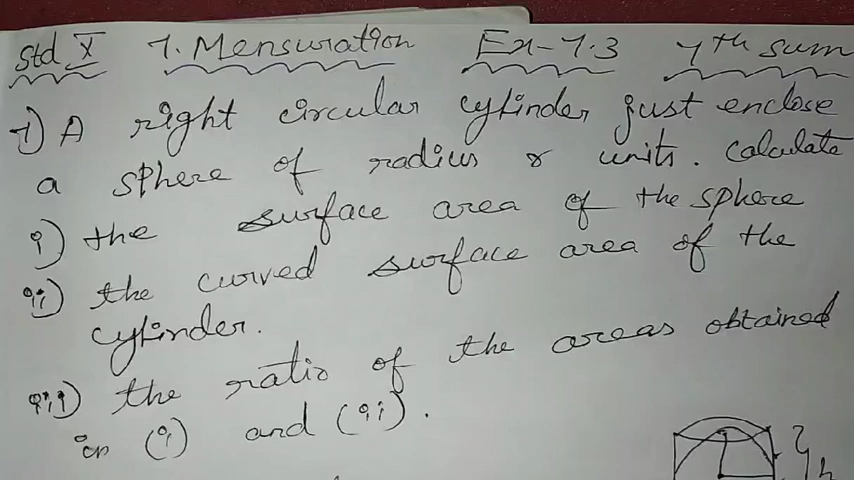 Std X 7. Mensuration Ex-7.3 7th sum
7) A right circular cylinder just enclose
a sphere of radius r units. Calculate
i) the surface area of the sphere
ii) the curved surface area of the
cylinder.
iii) the ratio of the areas obtained
in (i) and (ii).
h